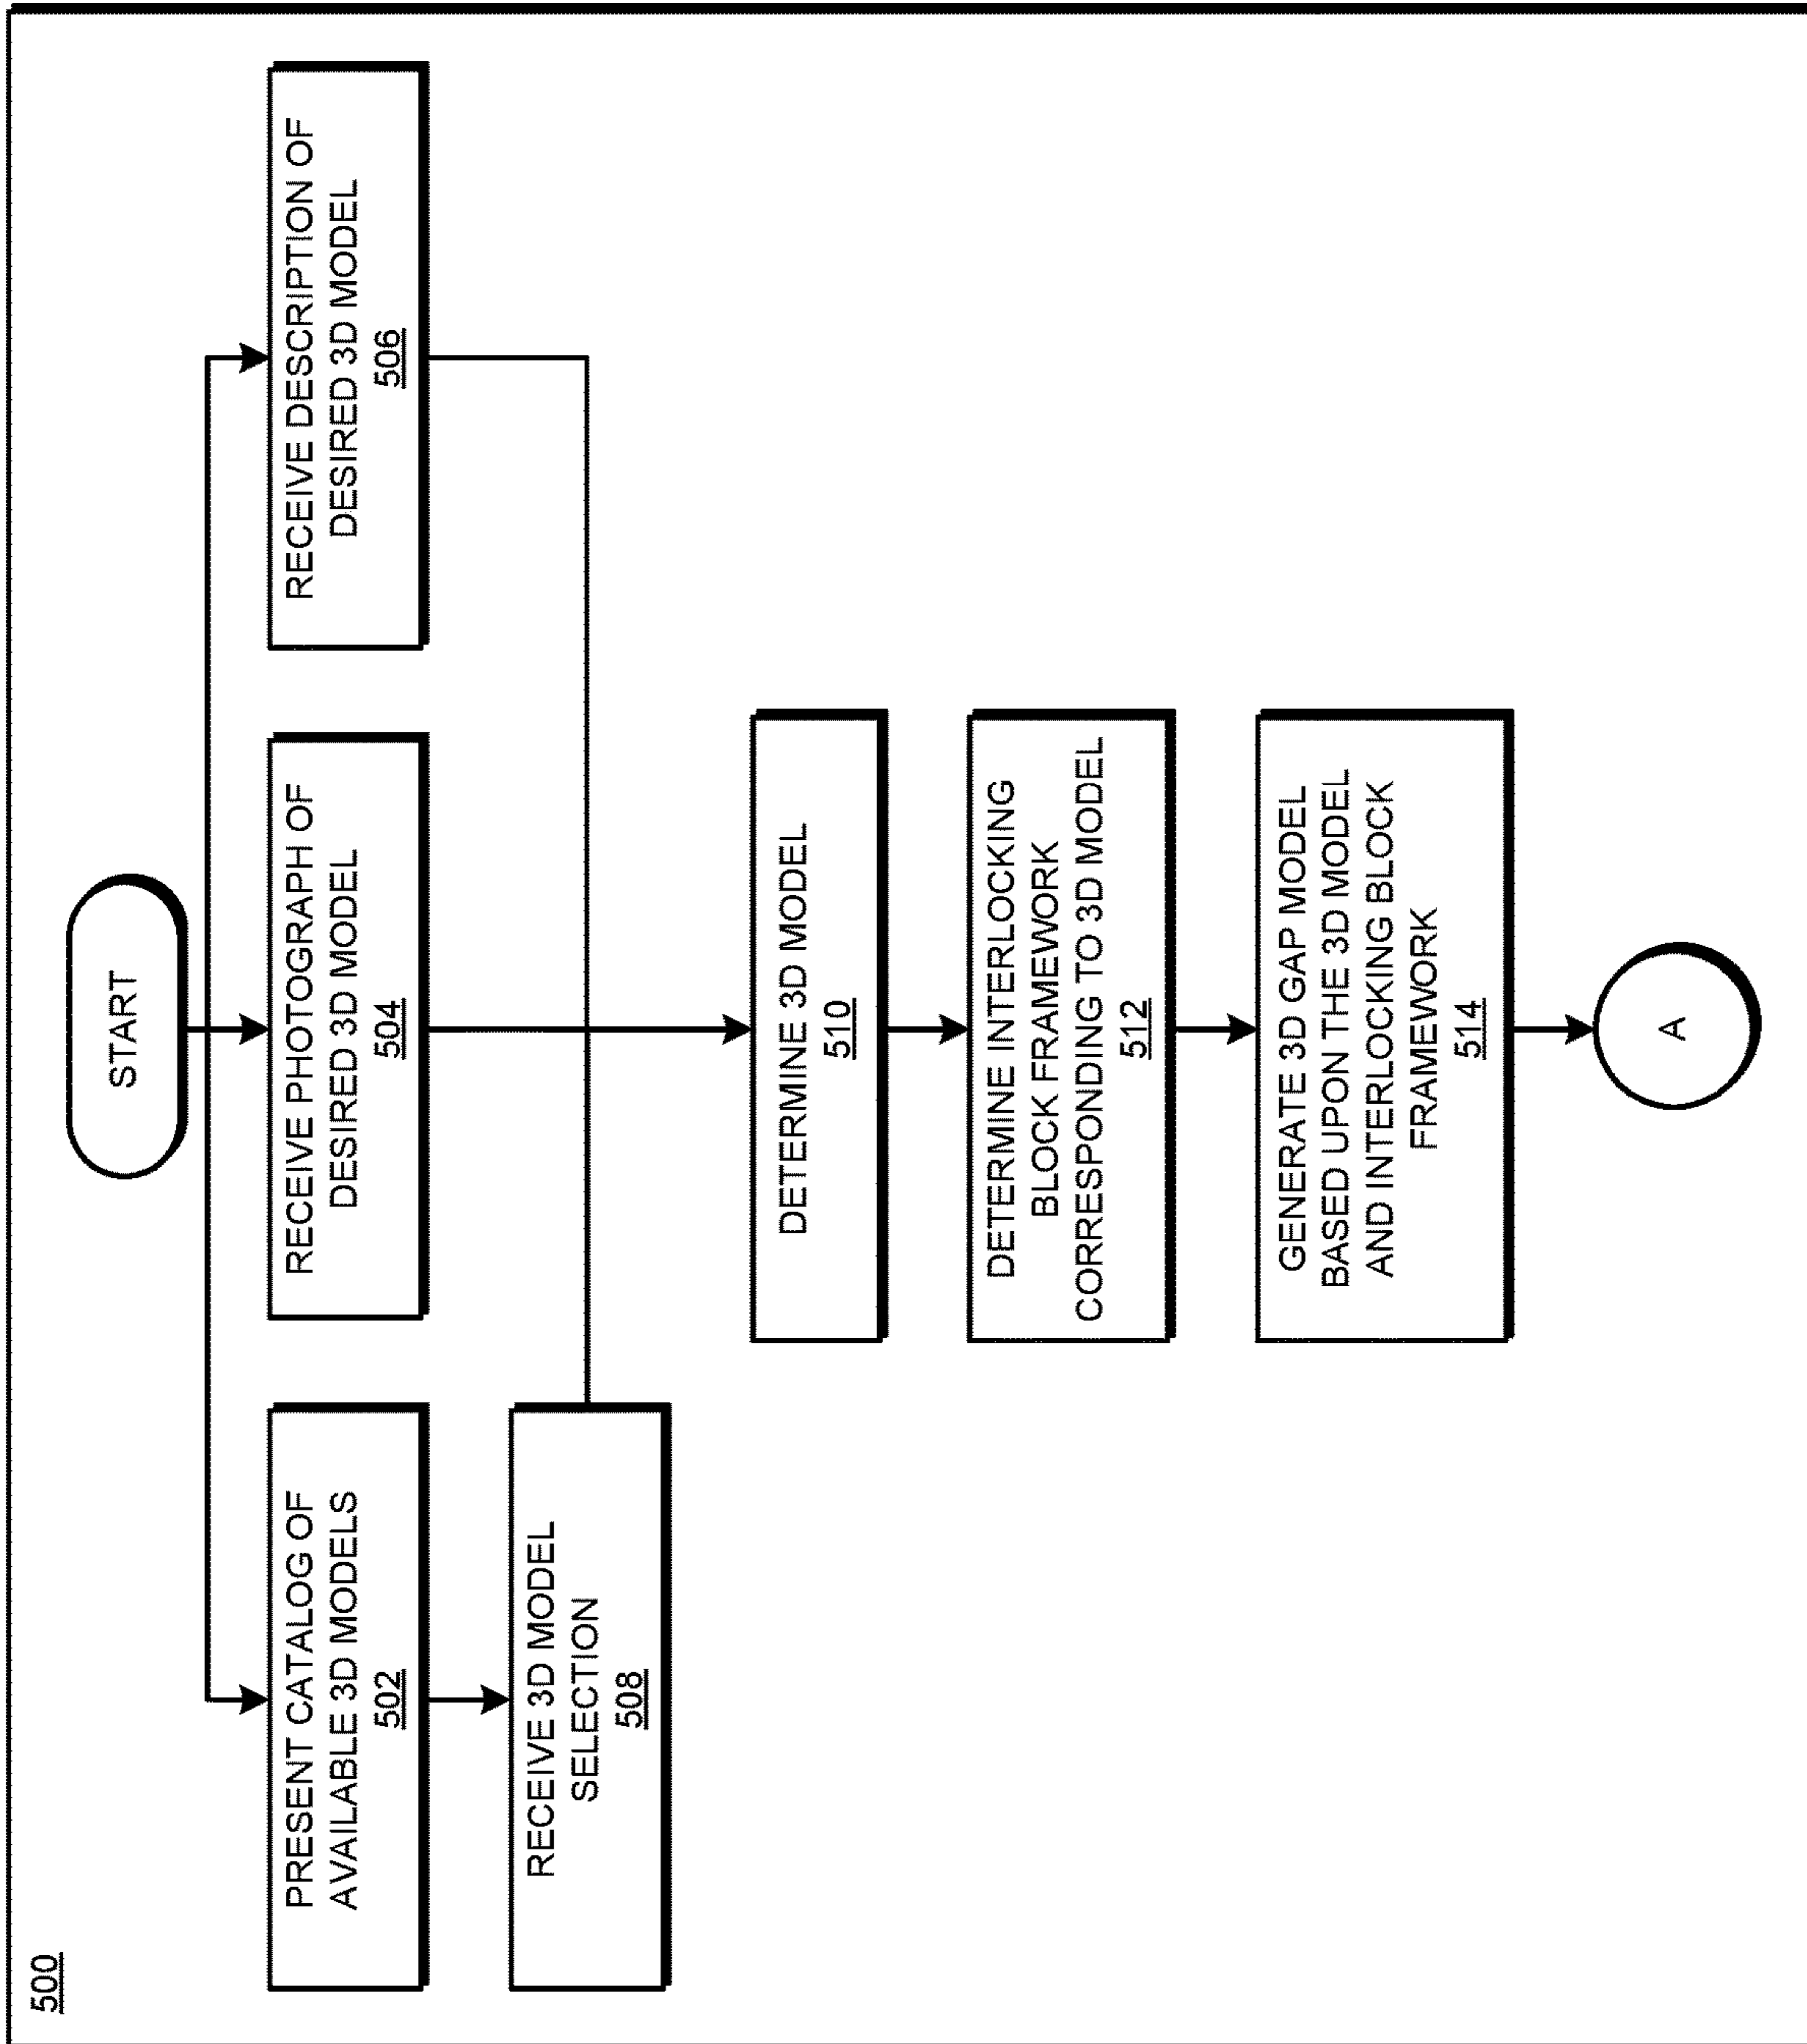 500
START
PRESENT CATALOG OF
AVAILABLE 3D MODELS
502
RECEIVE PHOTOGRAPH OF
DESIRED 3D MODEL
504
RECEIVE DESCRIPTION OF
DESIRED 3D MODEL
506
RECEIVE 3D MODEL
SELECTION
508
DETERMINE 3D MODEL
510
DETERMINE INTERLOCKING
BLOCK FRAMEWORK
CORRESPONDING TO 3D MODEL
512
GENERATE 3D GAP MODEL
BASED UPON THE 3D MODEL
AND INTERLOCKING BLOCK
FRAMEWORK
514
A